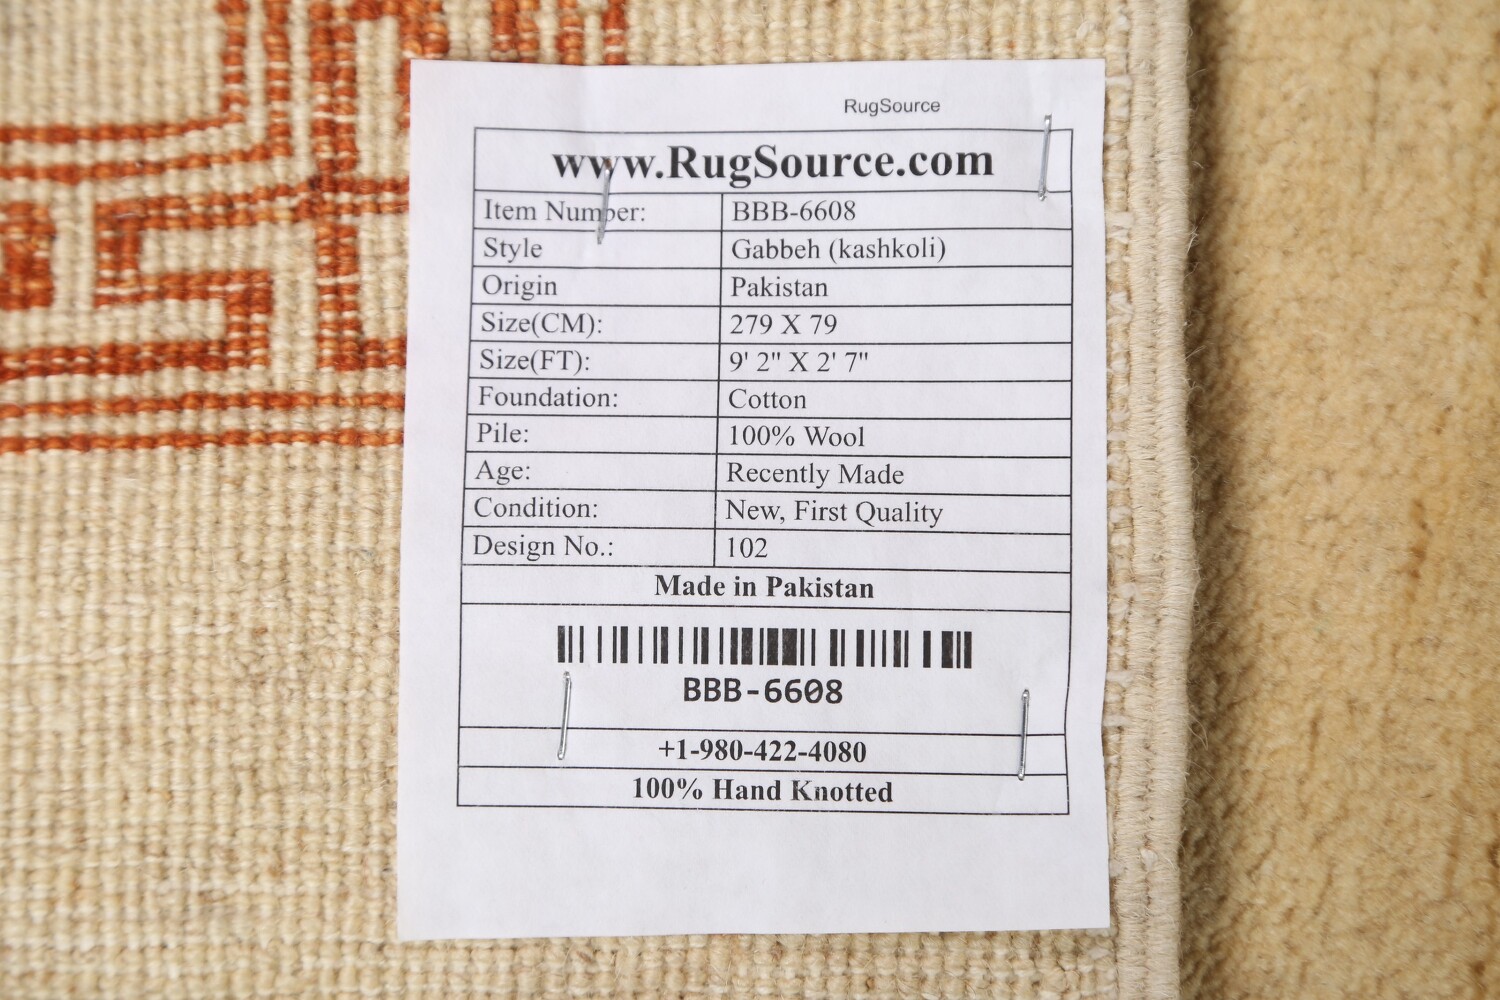 RugSource
www.RugSource.com
Item Number: BBB-6608
Style Gabbeh (kashkoli)
Origin Pakistan
Size(CM): 279 X 79
Size(FT): 9' 2" X 2' 7"
Foundation: Cotton
Pile: 100% Wool
Age: Recently Made
Condition: New, First Quality
Design No.: 102
Made in Pakistan
BBB-6608
+1-980-422-4080
100% Hand Knotted